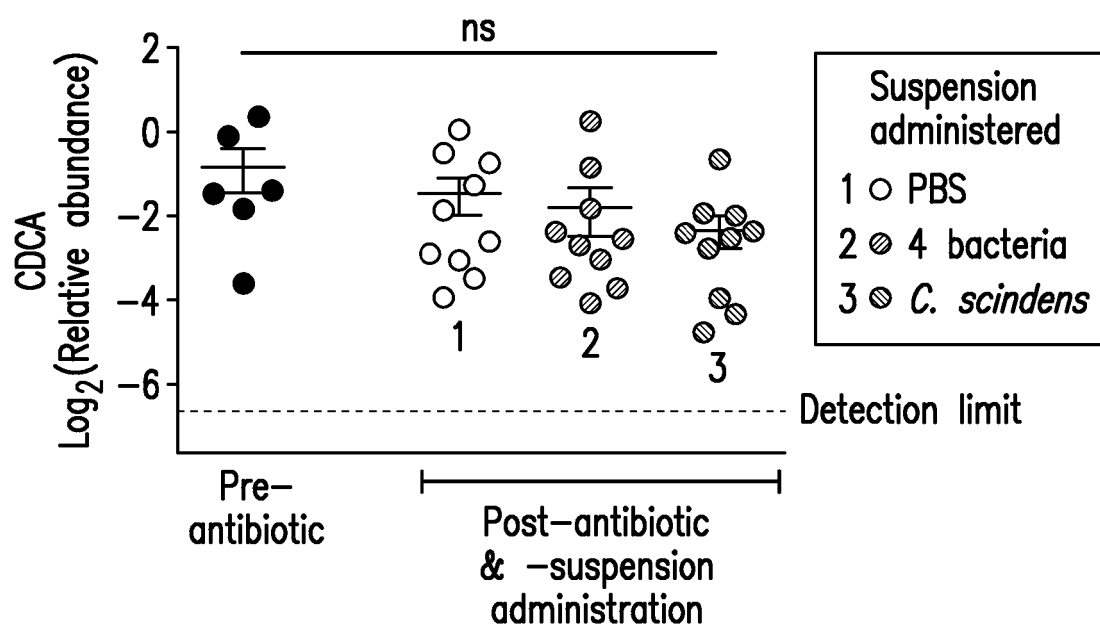 ns
CDCA
Log₂(Relative abundance)
2
0
−2
−4
−6
1
2
3
Detection limit
Pre−
antibiotic
Post−antibiotic
& −suspension
administration
Suspension
administered
1 PBS
2 4 bacteria
3 C. scindens